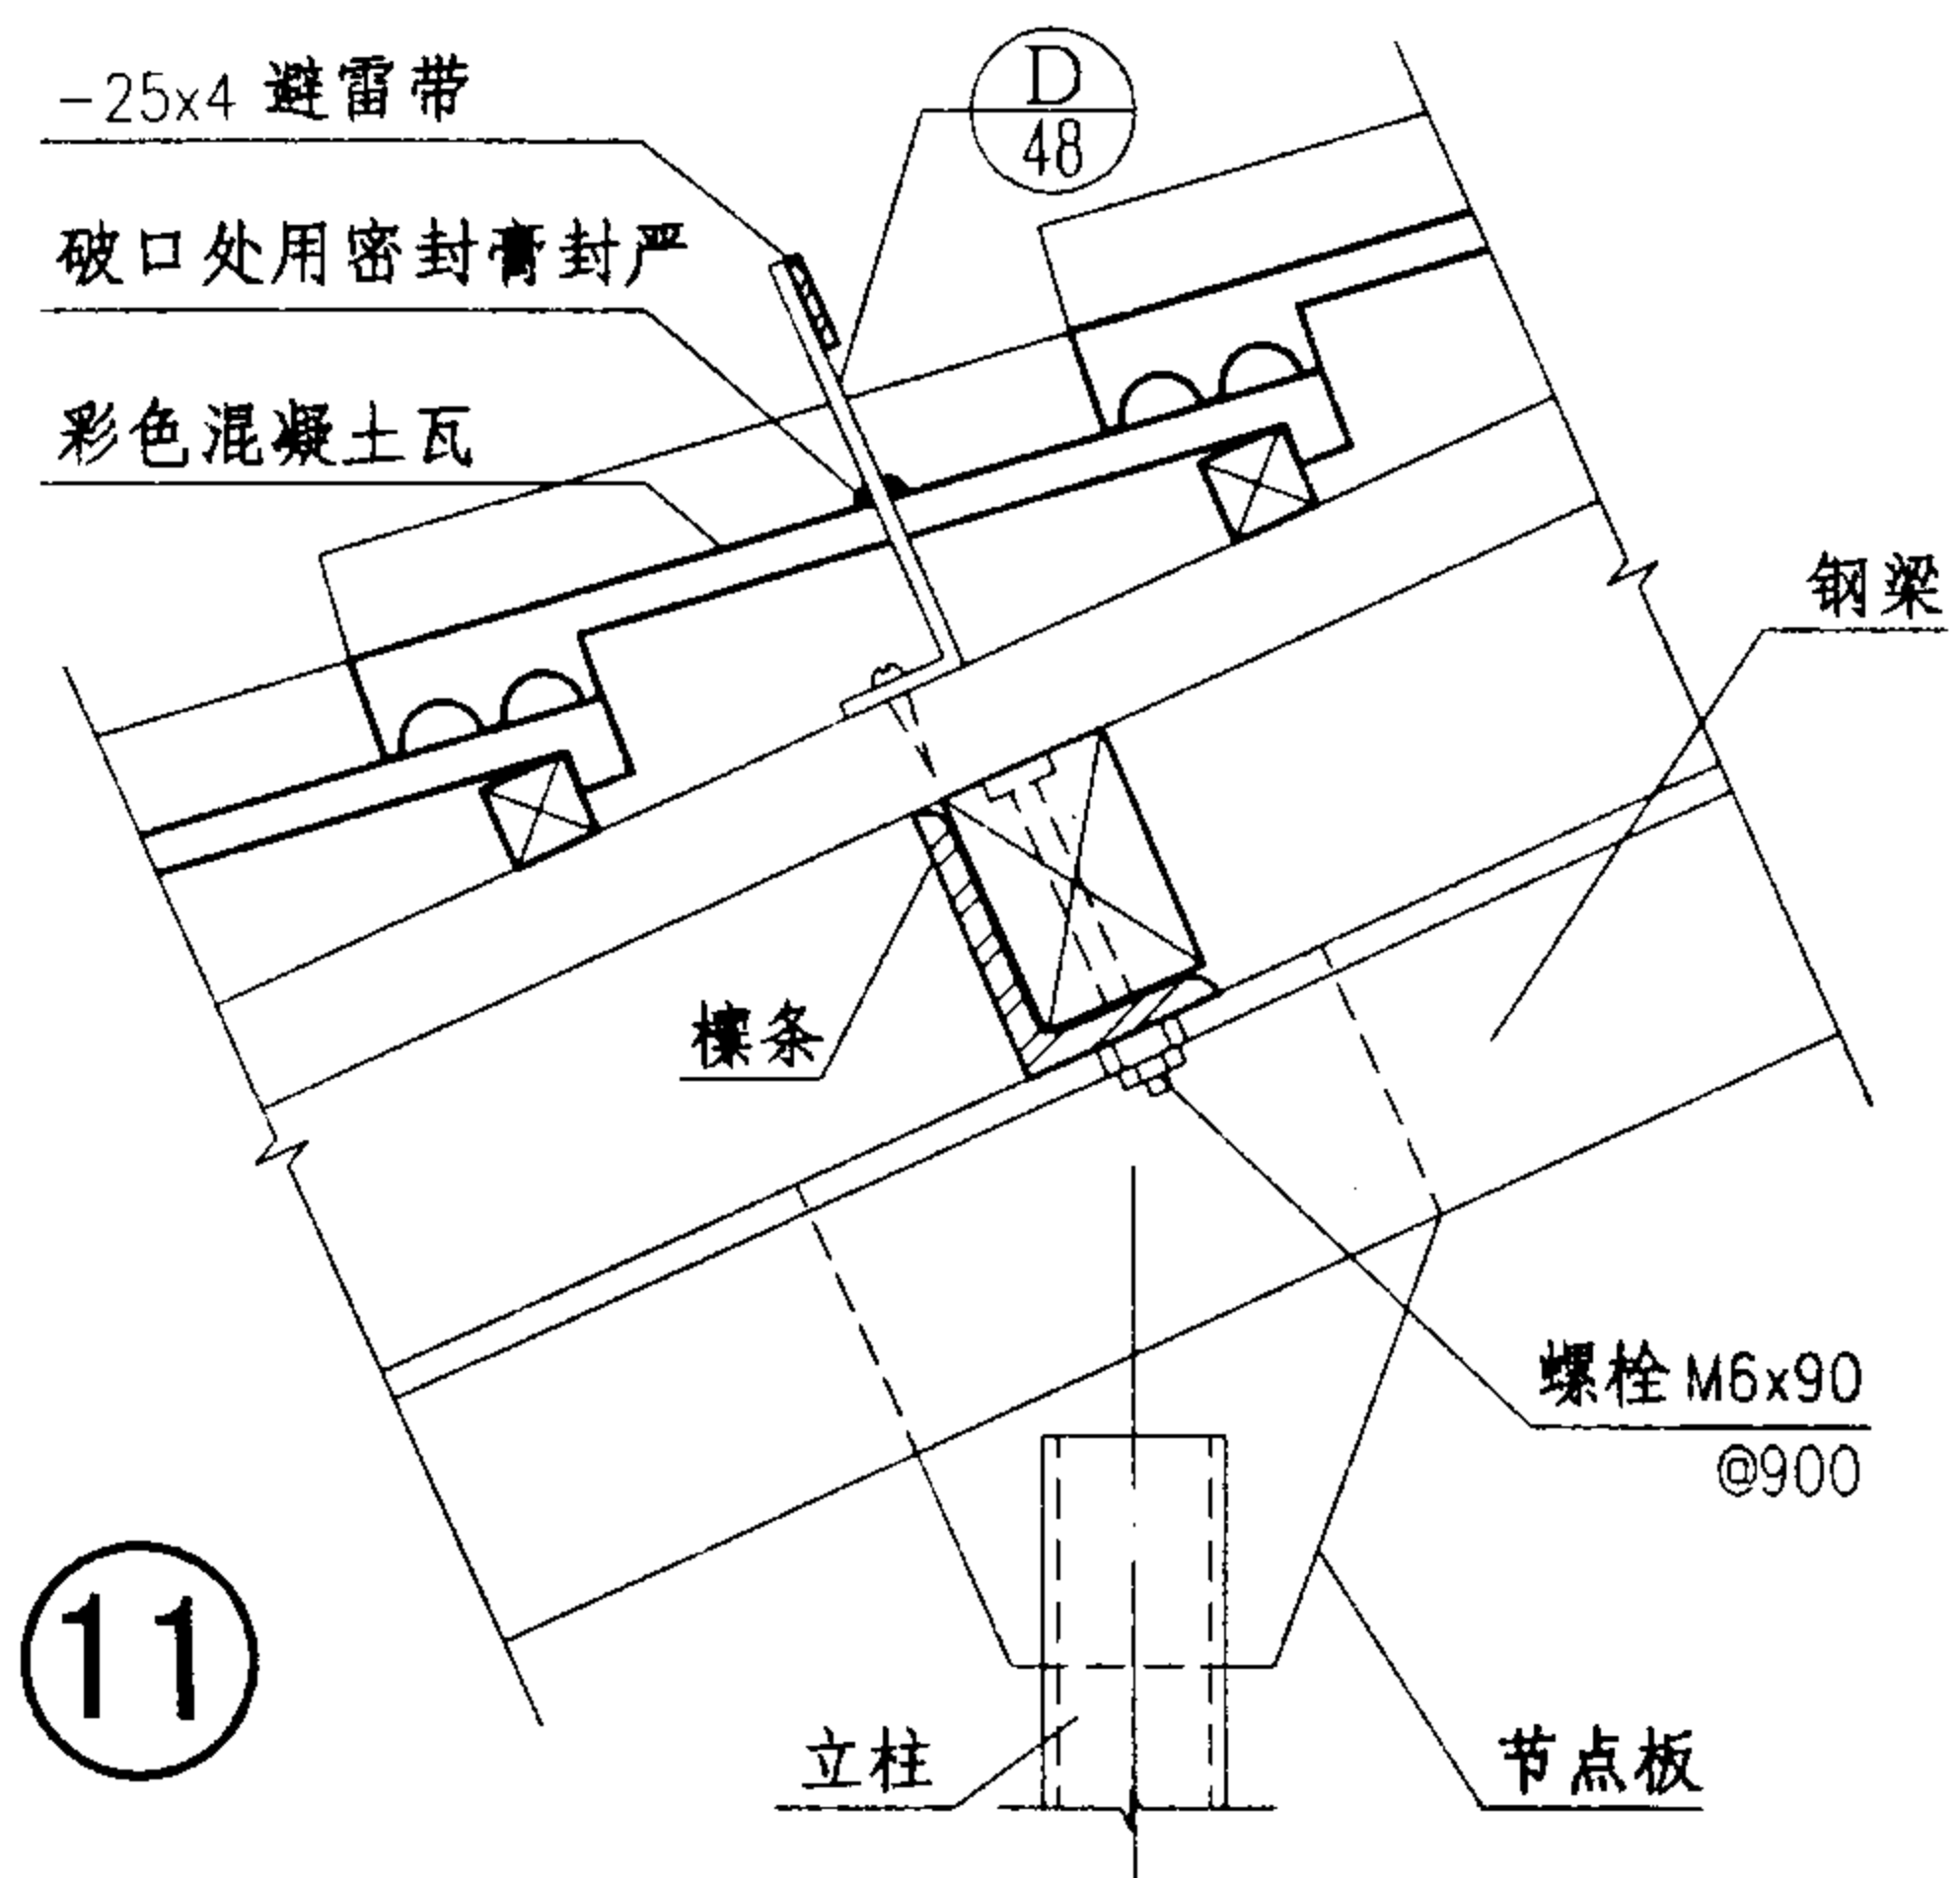 -25x4 避雷带
D
48
破口处用密封膏封严
彩色混凝土瓦
钢梁
檩条
螺栓M6x90
@900
11
立柱
节点板